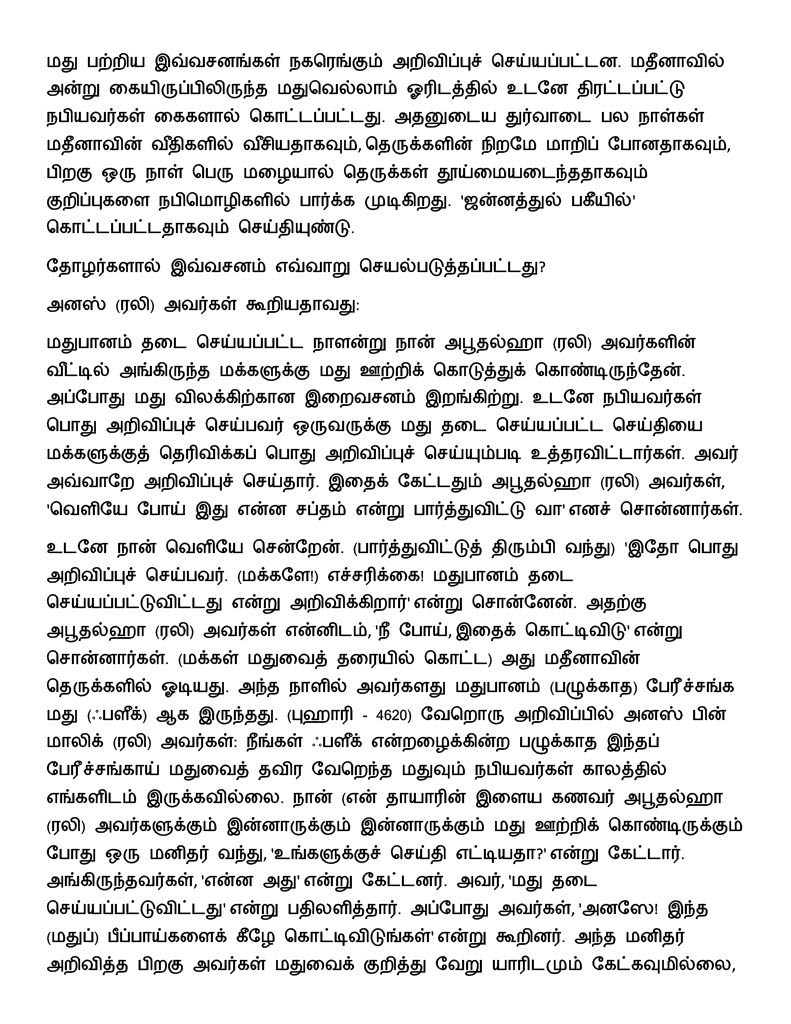 மது பற்றிய இவ்வசனங்கள் நகரெங்கும் அறிவிப்புச் செய்யப்பட்டன. மதீனாவில்
அன்று கையிருப்பிலிருந்த மதுவெல்லாம் ஓரிடத்தில் உடனே திரட்டப்பட்டு
நபியவர்கள் கைகளால் கொட்டப்பட்டது. அதனுடைய துர்வாடை பல நாள்கள்
மதீனாவின் வீதிகளில் வீசியதாகவும், தெருக்களின் நிறமே மாறிப் போனதாகவும்,
பிறகு ஒரு நாள் பெரு மழையால் தெருக்கள் தூய்மையடைந்ததாகவும்
குறிப்புகளை நபிமொழிகளில் பார்க்க முடிகிறது. 'ஜன்னத்துல் பகீயில்'
கொட்டப்பட்டதாகவும் செய்தியுண்டு.
தோழர்களால் இவ்வசனம் எவ்வாறு செயல்படுத்தப்பட்டது?
அனஸ் (ரலி) அவர்கள் கூறியதாவது:
மதுபானம் தடை செய்யப்பட்ட நாளன்று நான் அபூதல்ஹா (ரலி) அவர்களின்
வீட்டில் அங்கிருந்த மக்களுக்கு மது ஊற்றிக் கொடுத்துக் கொண்டிருந்தேன்.
அப்போது மது விலக்கிற்கான இறைவசனம் இறங்கிற்று. உடனே நபியவர்கள்
பொது அறிவிப்புச் செய்பவர் ஒருவருக்கு மது தடை செய்யப்பட்ட செய்தியை
மக்களுக்குத் தெரிவிக்கப் பொது அறிவிப்புச் செய்யும்படி உத்தரவிட்டார்கள். அவர்
அவ்வாறே அறிவிப்புச் செய்தார். இதைக் கேட்டதும் அபூதல்ஹா (ரலி) அவர்கள்,
'வெளியே போய் இது என்ன சப்தம் என்று பார்த்துவிட்டு வா' எனச் சொன்னார்கள்.
உடனே நான் வெளியே சென்றேன். (பார்த்துவிட்டுத் திரும்பி வந்து) 'இதோ பொது
அறிவிப்புச் செய்பவர். (மக்களே!) எச்சரிக்கை! மதுபானம் தடை
செய்யப்பட்டுவிட்டது என்று அறிவிக்கிறார்' என்று சொன்னேன். அதற்கு
அபூதல்ஹா (ரலி) அவர்கள் என்னிடம், 'நீ போய், இதைக் கொட்டிவிடு' என்று
சொன்னார்கள். (மக்கள் மதுவைத் தரையில் கொட்ட) அது மதீனாவின்
தெருக்களில் ஓடியது. அந்த நாளில் அவர்களது மதுபானம் (பழுக்காத) பேரீச்சங்க
மது (ஃபளீக்) ஆக இருந்தது. (புஹாரி - 4620) வேறொரு அறிவிப்பில் அனஸ் பின்
மாலிக் (ரலி) அவர்கள்: நீங்கள் ஃபளீக் என்றழைக்கின்ற பழுக்காத இந்தப்
பேரீச்சங்காய் மதுவைத் தவிர வேறெந்த மதுவும் நபியவர்கள் காலத்தில்
எங்களிடம் இருக்கவில்லை. நான் (என் தாயாரின் இளைய கணவர் அபூதல்ஹா
(ரலி) அவர்களுக்கும் இன்னாருக்கும் இன்னாருக்கும் மது ஊற்றிக் கொண்டிருக்கும்
போது ஒரு மனிதர் வந்து, 'உங்களுக்குச் செய்தி எட்டியதா?' என்று கேட்டார்.
அங்கிருந்தவர்கள், 'என்ன அது' என்று கேட்டனர். அவர், 'மது தடை
செய்யப்பட்டுவிட்டது' என்று பதிலளித்தார். அப்போது அவர்கள், 'அனஸே! இந்த
(மதுப்) பீப்பாய்களைக் கீழே கொட்டிவிடுங்கள்' என்று கூறினர். அந்த மனிதர்
அறிவித்த பிறகு அவர்கள் மதுவைக் குறித்து வேறு யாரிடமும் கேட்கவுமில்லை,